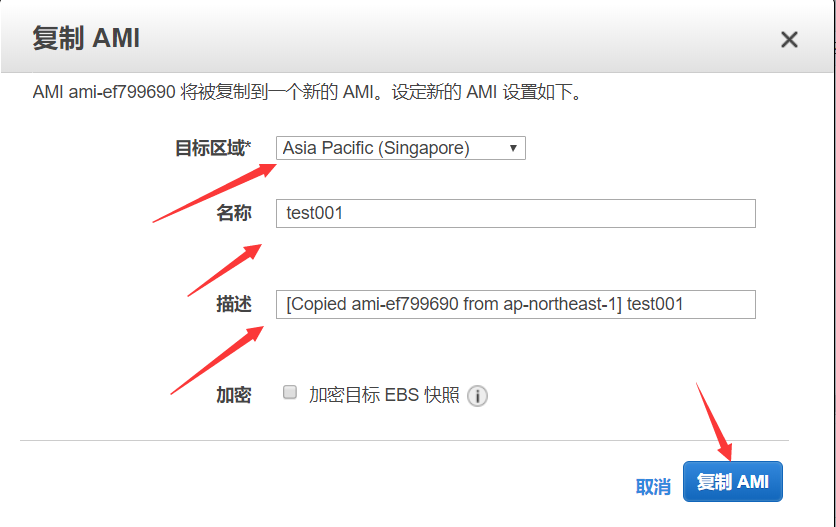 复制 AMI
AMI ami-ef799690 将被复制到一个新的 AMI。设定新的 AMI 设置如下。
目标区域* Asia Pacific (Singapore)
名称 test001
描述 [Copied ami-ef799690 from ap-northeast-1] test001
加密 加密目标 EBS 快照
取消 复制 AMI